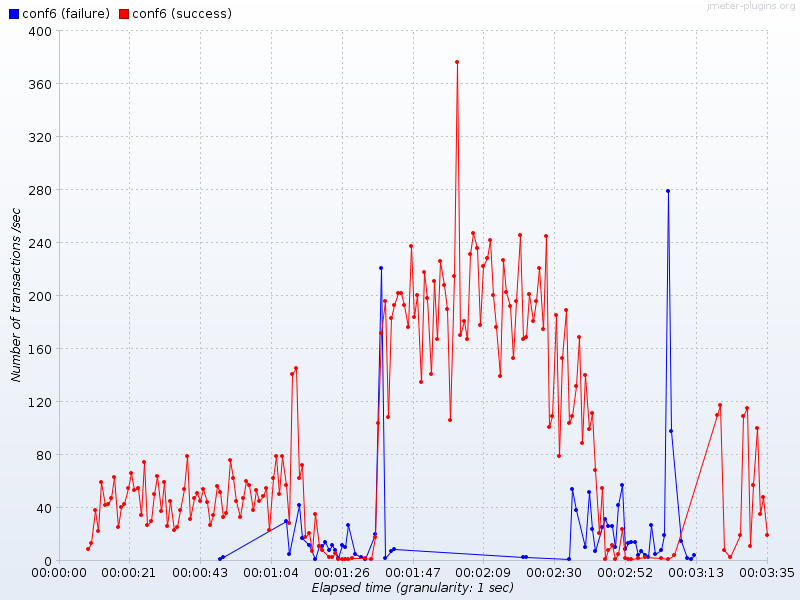 jmeter-plugins.org
conf6 (failure) conf6 (success)
400
360
320
280
240
200
160
120
80
40
0
Number of transactions /sec
00:00:00 00:00:21 00:00:43 00:01:04 00:01:26 00:01:47 00:02:09 00:02:30 00:02:52 00:03:13 00:03:35
Elapsed time (granularity: 1 sec)